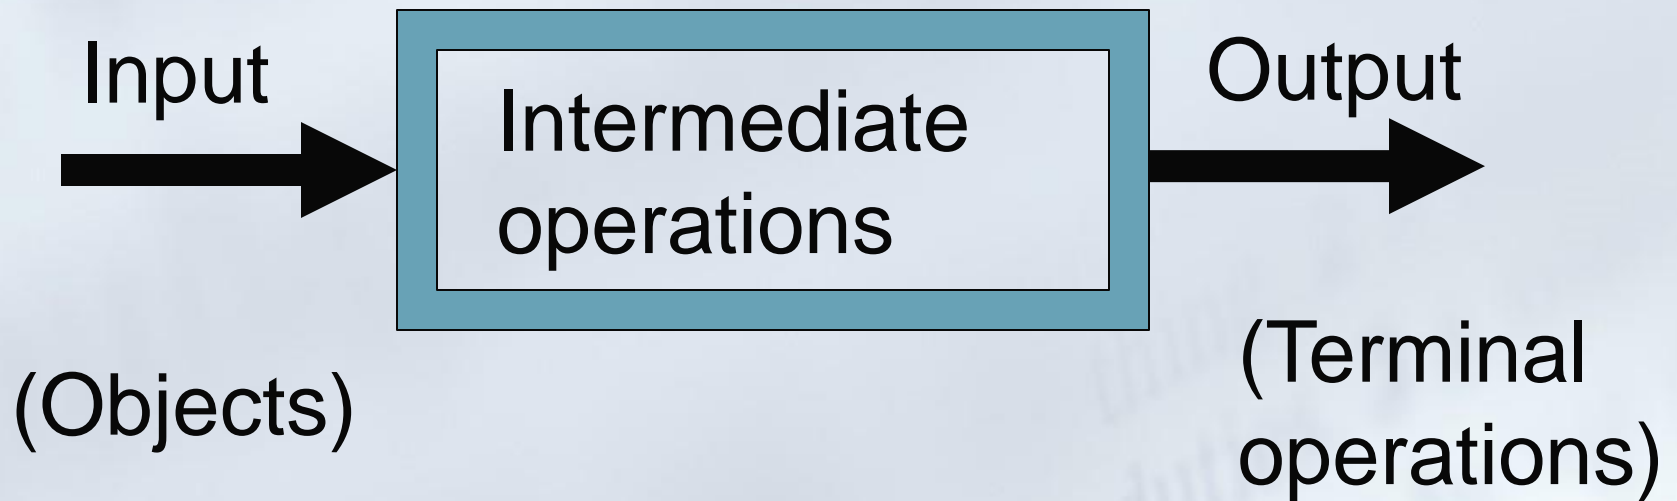 Input
Output
Intermediate
operations
(Objects)
(Terminal
operations)